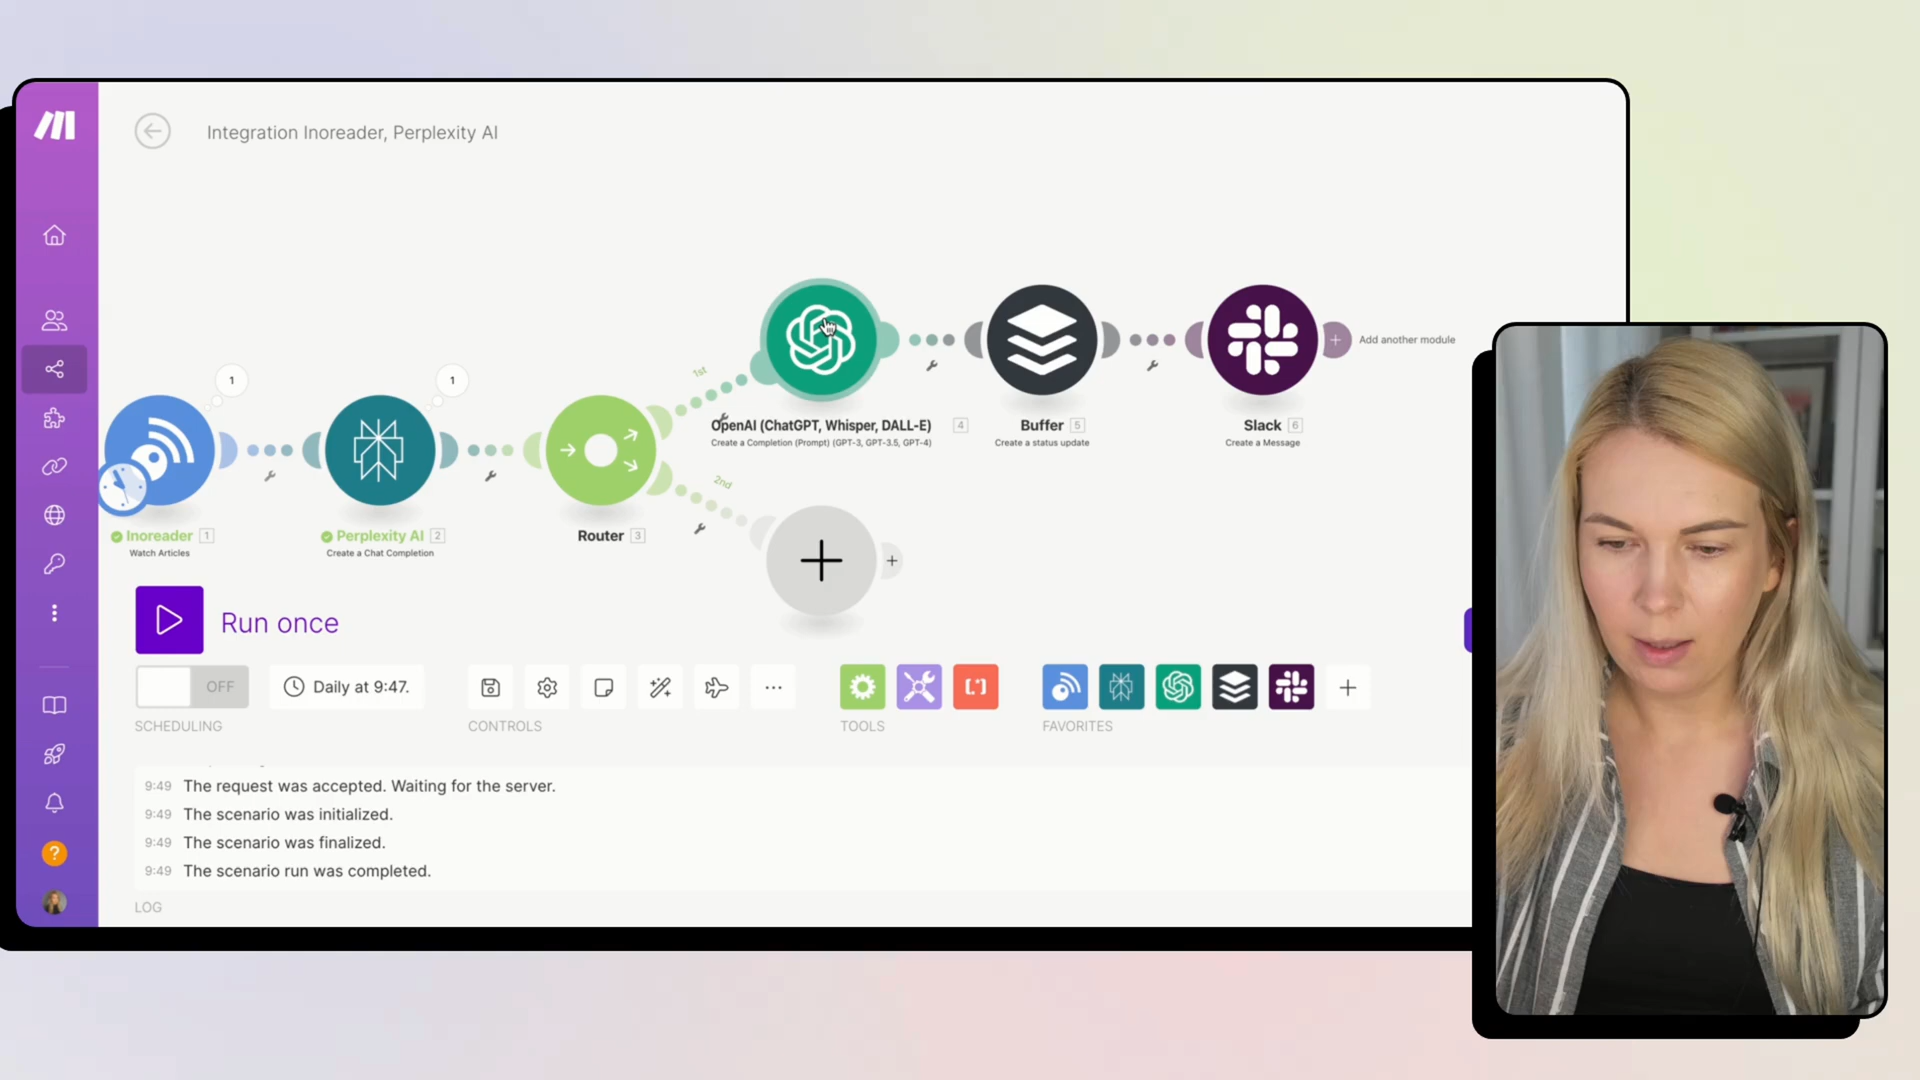 Integration Inoreader, Perplexity AI
1st
1
1
OpenAI (ChatGPT, Whisper, DALL-E) 4
Create a Completion (Prompt) (GPT-3, GPT-3.5, GPT-4)
Buffer 5
Create a status update
Slack 6
Create a Message
Add another module
2nd
Inoreader 1
Watch Articles
Perplexity AI 2
Create a Chat Completion
Router 3
Run once
OFF
Daily at 9:47.
SCHEDULING
CONTROLS
TOOLS
FAVORITES
9:49 The request was accepted. Waiting for the server.
9:49 The scenario was initialized.
9:49 The scenario was finalized.
9:49 The scenario run was completed.
LOG